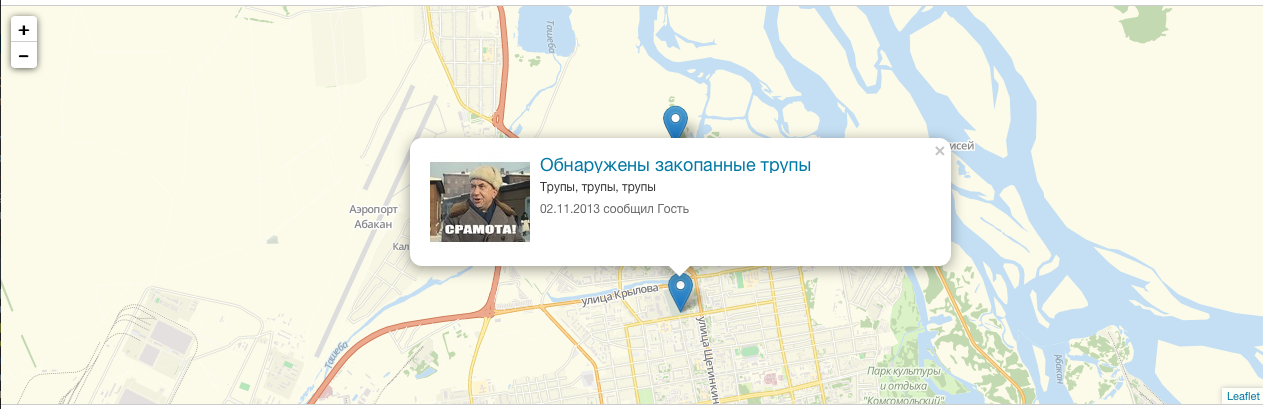 +
−
Ташеба
исей
×
Обнаружены закопанные трупы
Трупы, трупы, трупы
02.11.2013 сообщил Гость
СРАМОТА!
Аэропорт
Абакан
Кал
улица Крылова
улица Щетинкин
Ташеба
Абакан
Парк культуры
и отдыха
"Комсомольский"
Leaflet